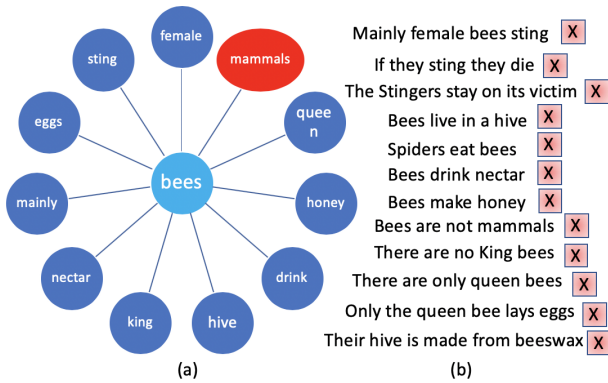 female
mammals
quee
n
honey
drink
hive
king
nectar
mainly
eggs
sting
bees
(a)
Mainly female bees sting X
If they sting they die X
The Stingers stay on its victim X
Bees live in a hive X
Spiders eat bees X
Bees drink nectar X
Bees make honey X
Bees are not mammals X
There are no King bees X
There are only queen bees X
Only the queen bee lays eggs X
Their hive is made from beeswax X
(b)